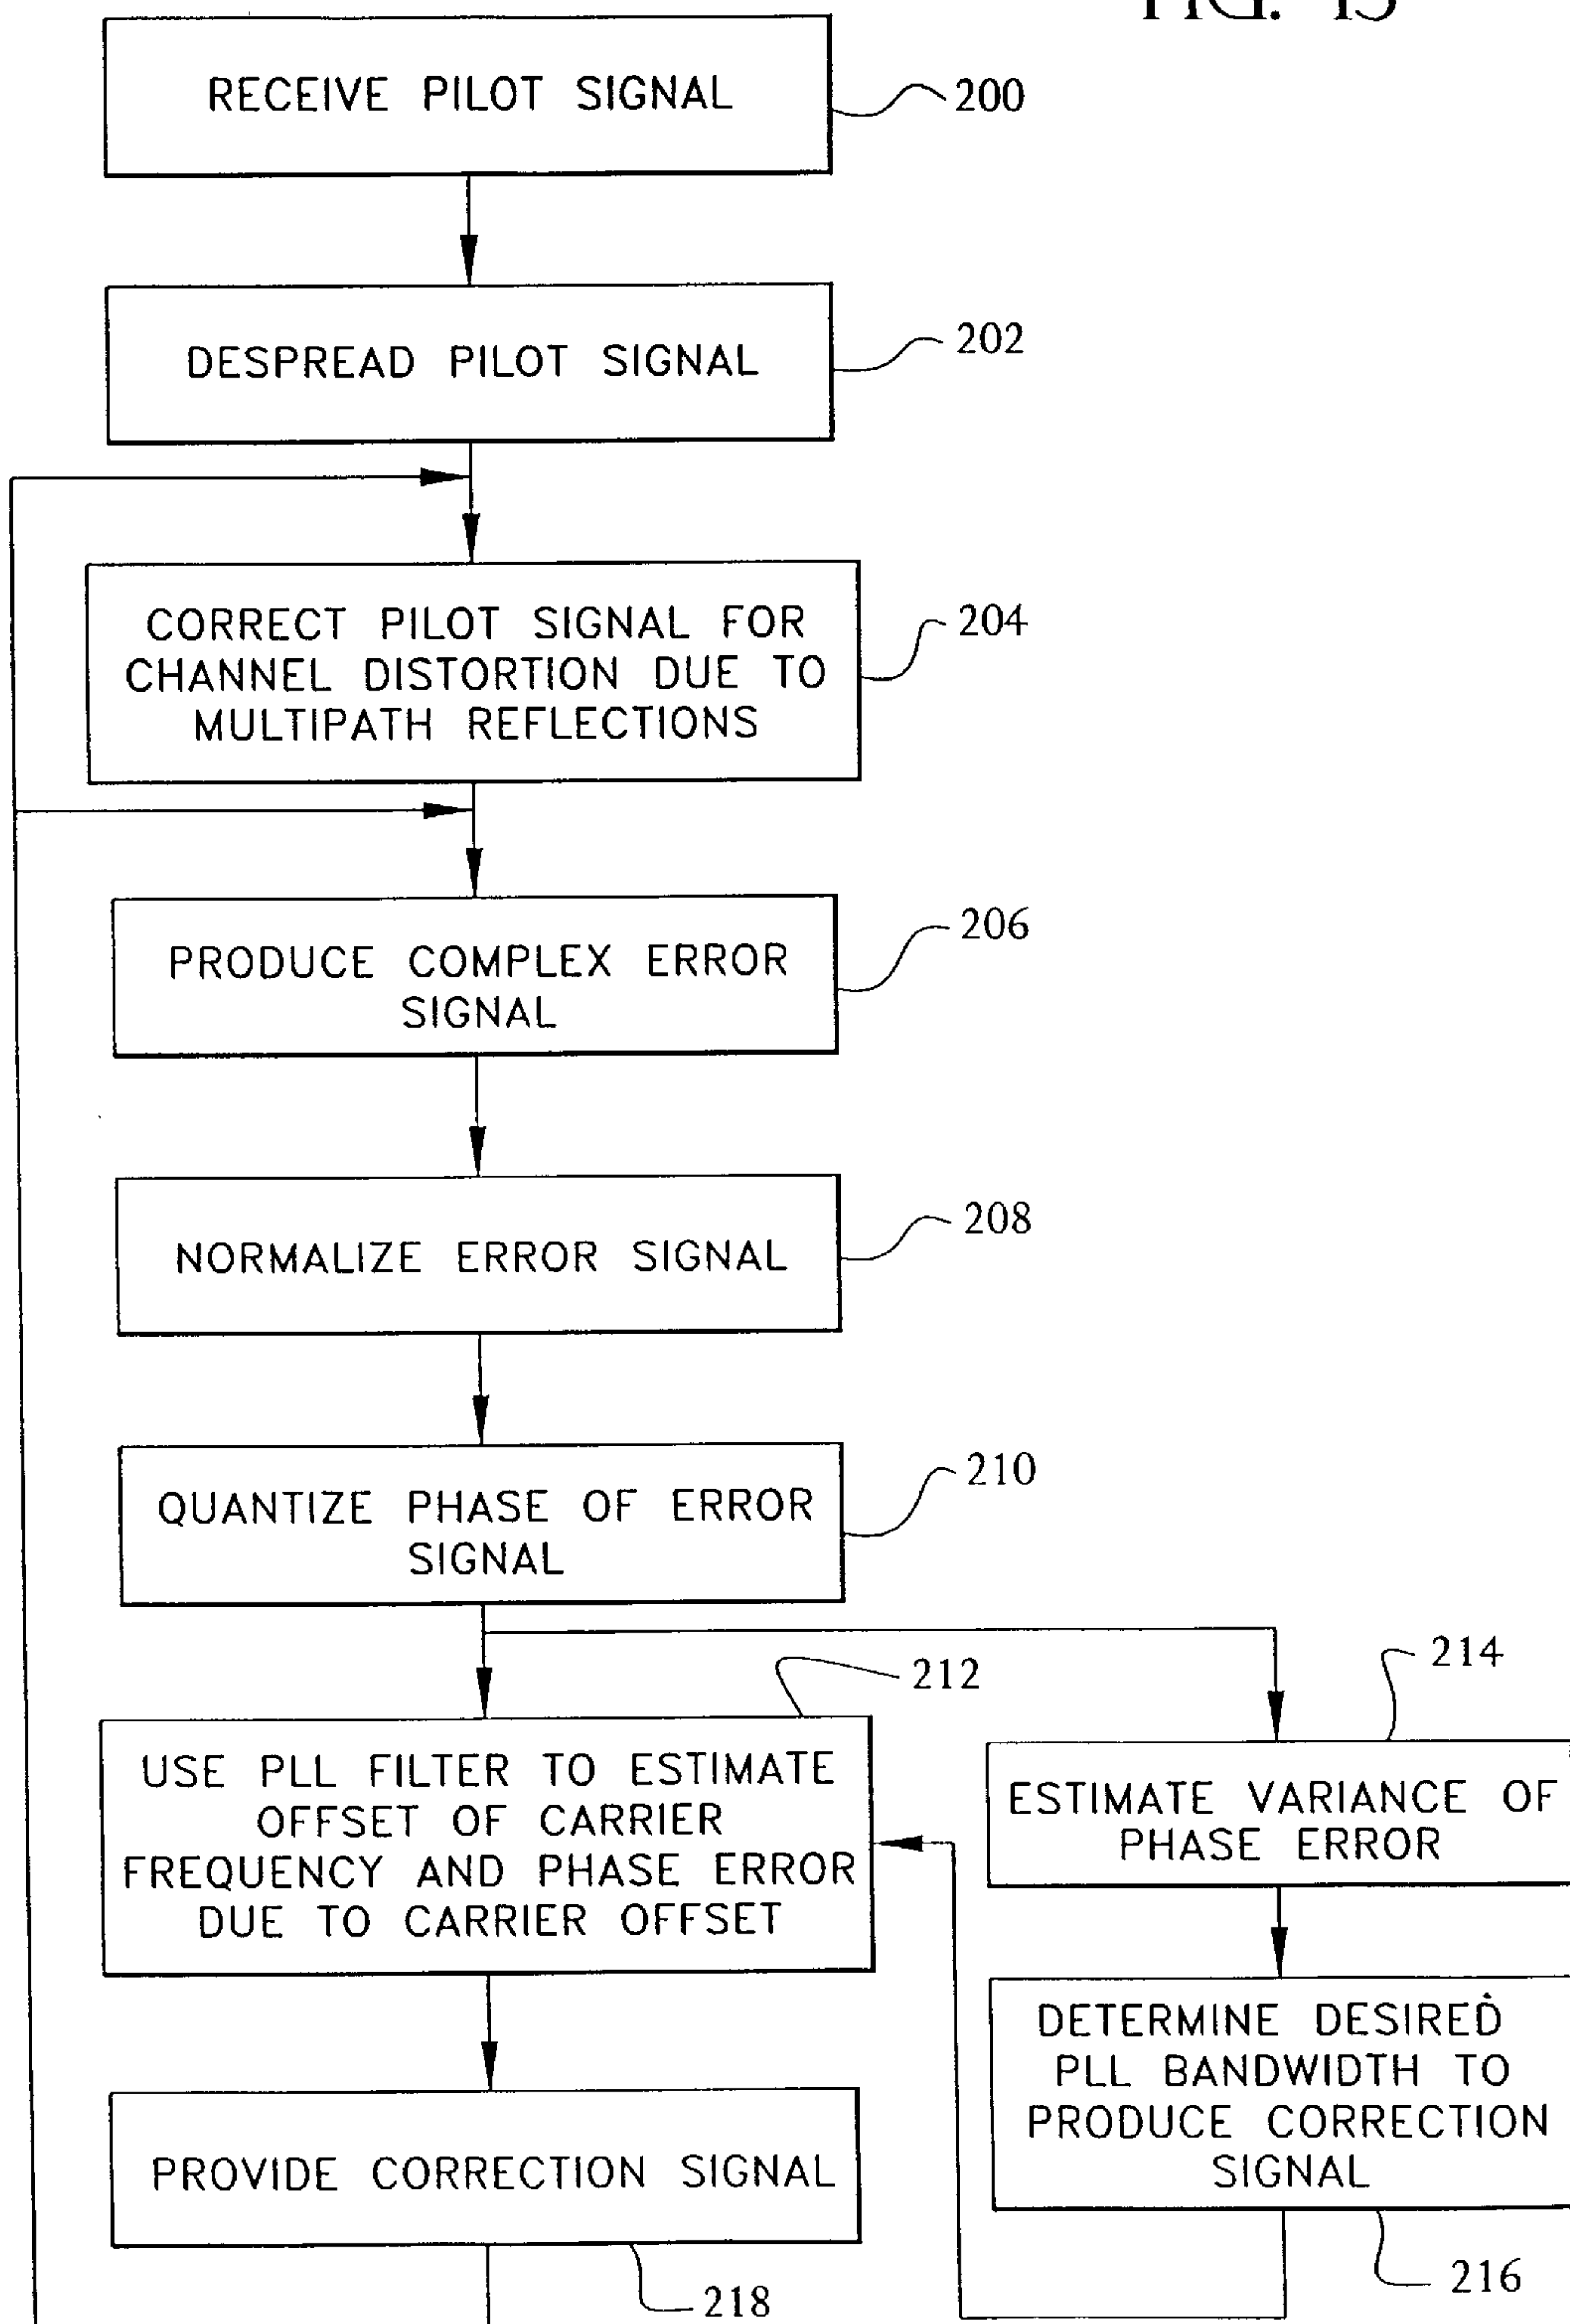 RECEIVE PILOT SIGNAL
200
DESPREAD PILOT SIGNAL
202
CORRECT PILOT SIGNAL FOR
CHANNEL DISTORTION DUE TO
MULTIPATH REFLECTIONS
204
PRODUCE COMPLEX ERROR
SIGNAL
206
NORMALIZE ERROR SIGNAL
208
QUANTIZE PHASE OF ERROR
SIGNAL
210
212
USE PLL FILTER TO ESTIMATE
OFFSET OF CARRIER
FREQUENCY AND PHASE ERROR
DUE TO CARRIER OFFSET
214
ESTIMATE VARIANCE OF
PHASE ERROR
DETERMINE DESIRED
PLL BANDWIDTH TO
PRODUCE CORRECTION
SIGNAL
216
PROVIDE CORRECTION SIGNAL
218